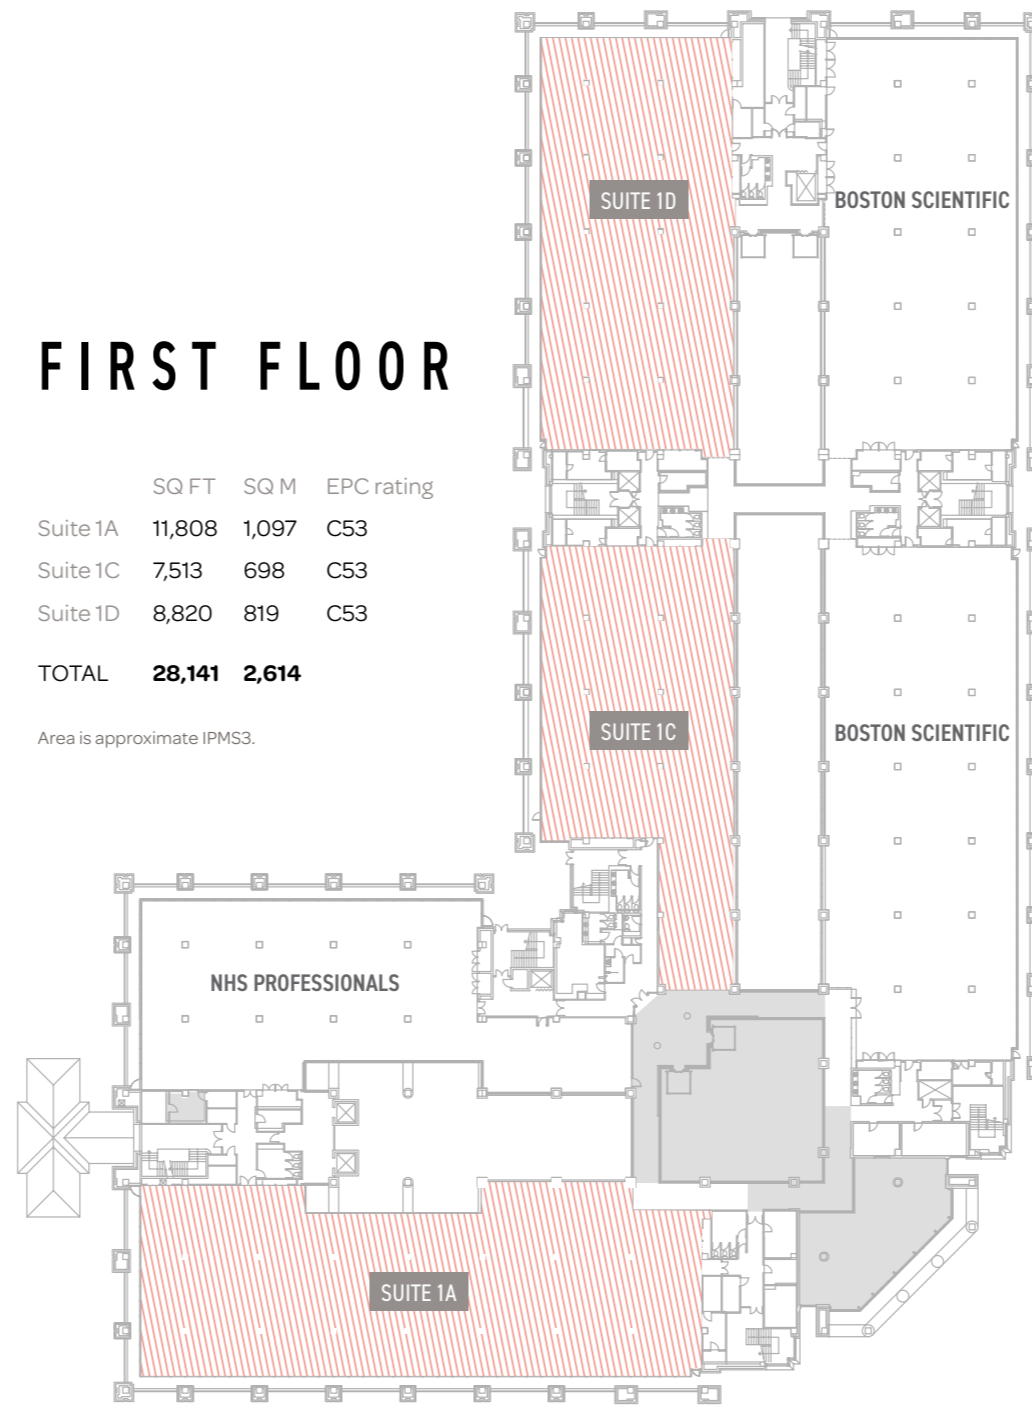 FIRST FLOOR
SQ FT SQ M EPC rating
Suite 1A 11,808 1,097 C53
Suite 1C 7,513 698 C53
Suite 1D 8,820 819 C53
TOTAL 28,141 2,614
Area is approximate IPMS3.
SUITE 1D
BOSTON SCIENTIFIC
SUITE 1C
BOSTON SCIENTIFIC
NHS PROFESSIONALS
SUITE 1A